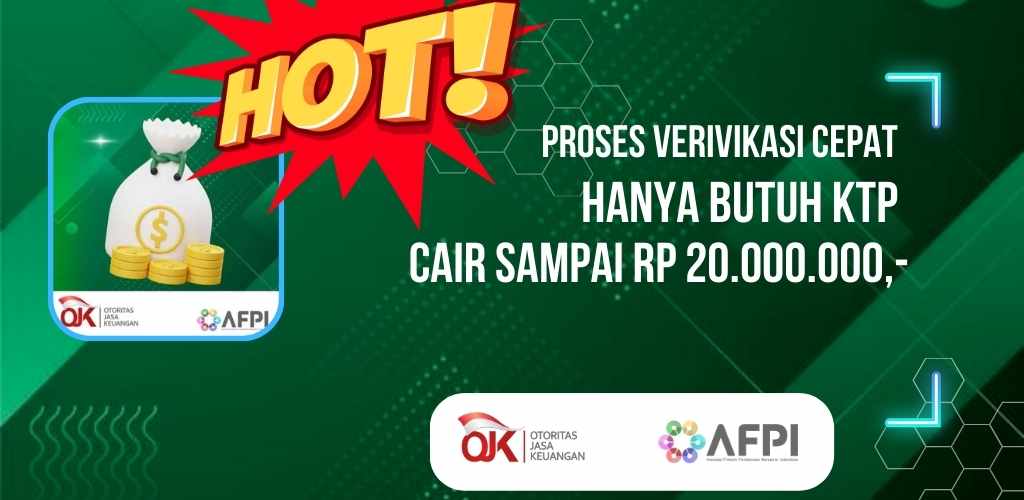 HOT!
PROSES VERIVIKASI CEPAT
HANYA BUTUH KTP
CAIR SAMPAI RP 20.000.000,-
OJK OTORITAS
JASA
KEUANGAN
AFPI
OJK OTORITAS
JASA
KEUANGAN
AFPI